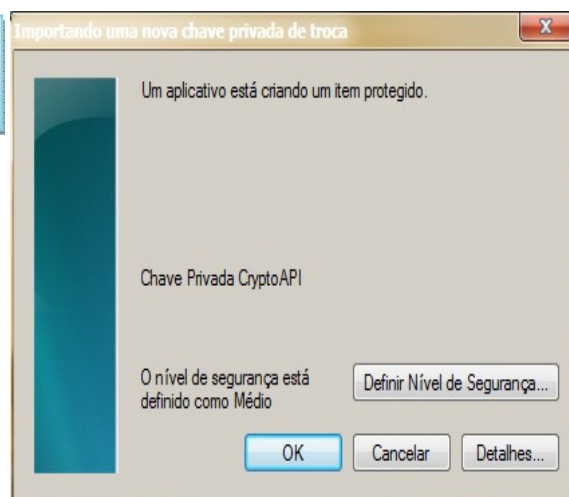 Importando uma nova chave privada de troca
Um aplicativo está criando um item protegido.
Chave Privada CryptoAPI
O nível de segurança está
definido como Médio
Definir Nível de Segurança...
OK
Cancelar
Detalhes...